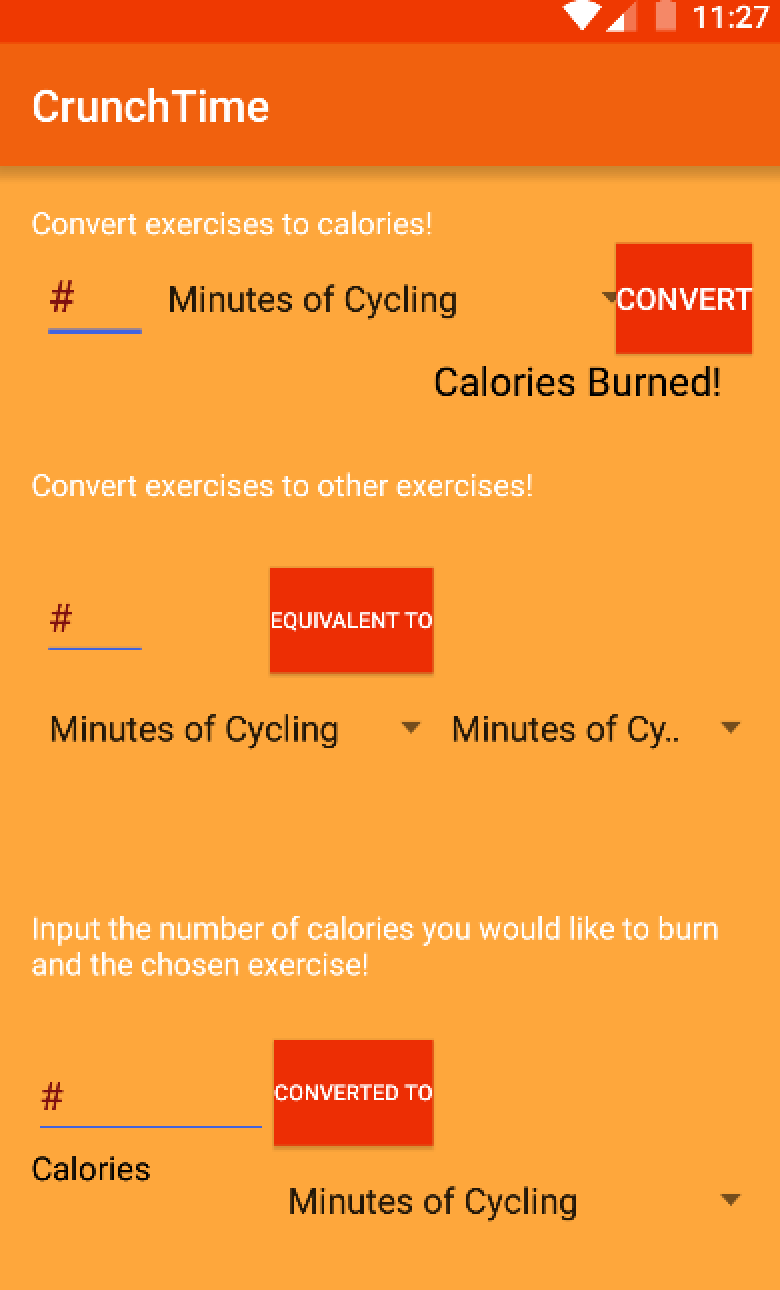 11:27
CrunchTime
Convert exercises to calories!
# Minutes of Cycling CONVERT
Calories Burned!
Convert exercises to other exercises!
# EQUIVALENT TO
Minutes of Cycling Minutes of Cy..
Input the number of calories you would like to burn
and the chosen exercise!
# CONVERTED TO
Calories
Minutes of Cycling